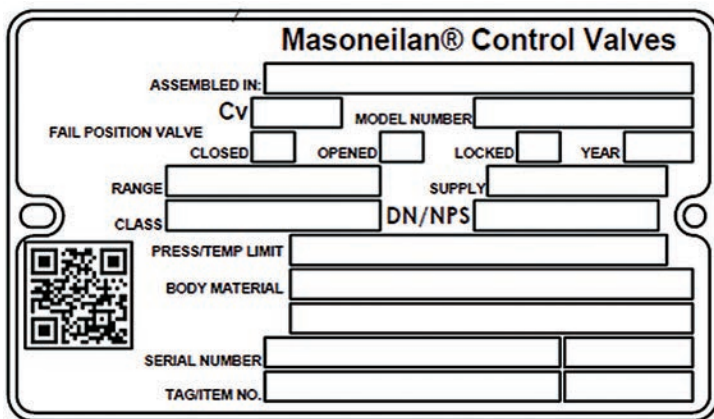 Masoneilan® Control Valves
ASSEMBLED IN:
Cv MODEL NUMBER
FAIL POSITION VALVE
CLOSED OPENED LOCKED YEAR
RANGE SUPPLY
CLASS DN/NPS
PRESS/TEMP LIMIT
BODY MATERIAL
SERIAL NUMBER
TAG/ITEM NO.